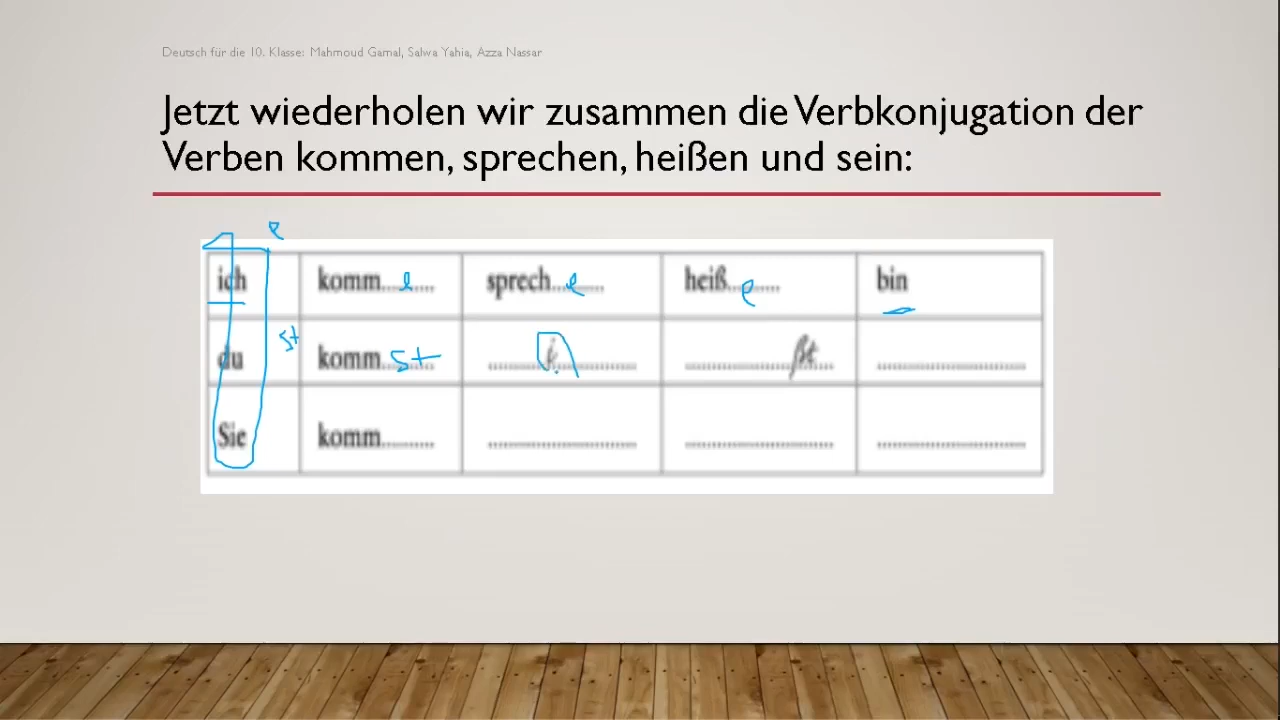 Deutsch für die 10. Klasse: Mahmoud Gamal, Salwa Yahia, Azza Nassar
Jetzt wiederholen wir zusammen die Verbkonjugation der
Verben kommen, sprechen, heißen und sein:
e
ich komm...e..... sprech...e.... heiß....e.... bin
st
du komm...st.... ........i............ ...............ßt... ........................
Sie komm.......... ........................ ........................ ........................